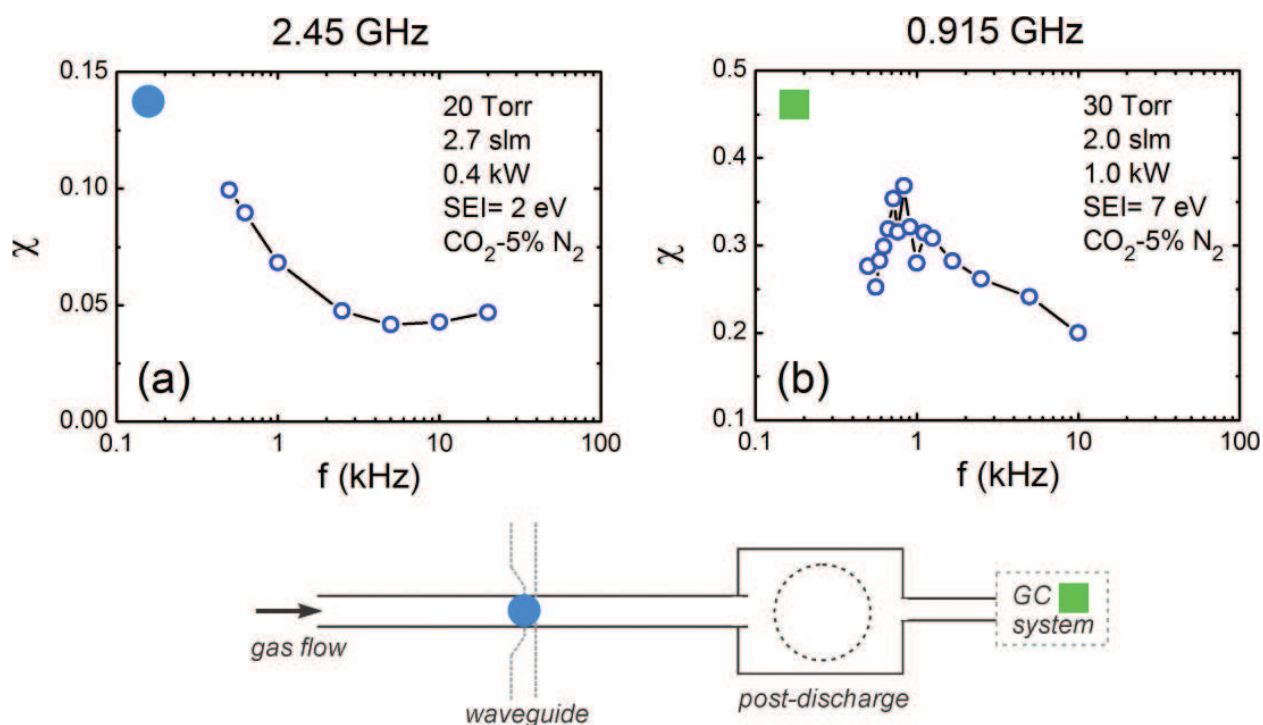 2.45 GHz
0.915 GHz
0.15
0.10
0.05
0.00
χ
20 Torr
2.7 slm
0.4 kW
SEI= 2 eV
CO₂-5% N₂
(a)
0.1 1 10 100
f (kHz)
0.5
0.4
0.3
0.2
0.1
χ
30 Torr
2.0 slm
1.0 kW
SEI= 7 eV
CO₂-5% N₂
(b)
0.1 1 10 100
f (kHz)
gas flow
waveguide
post-discharge
GC
system